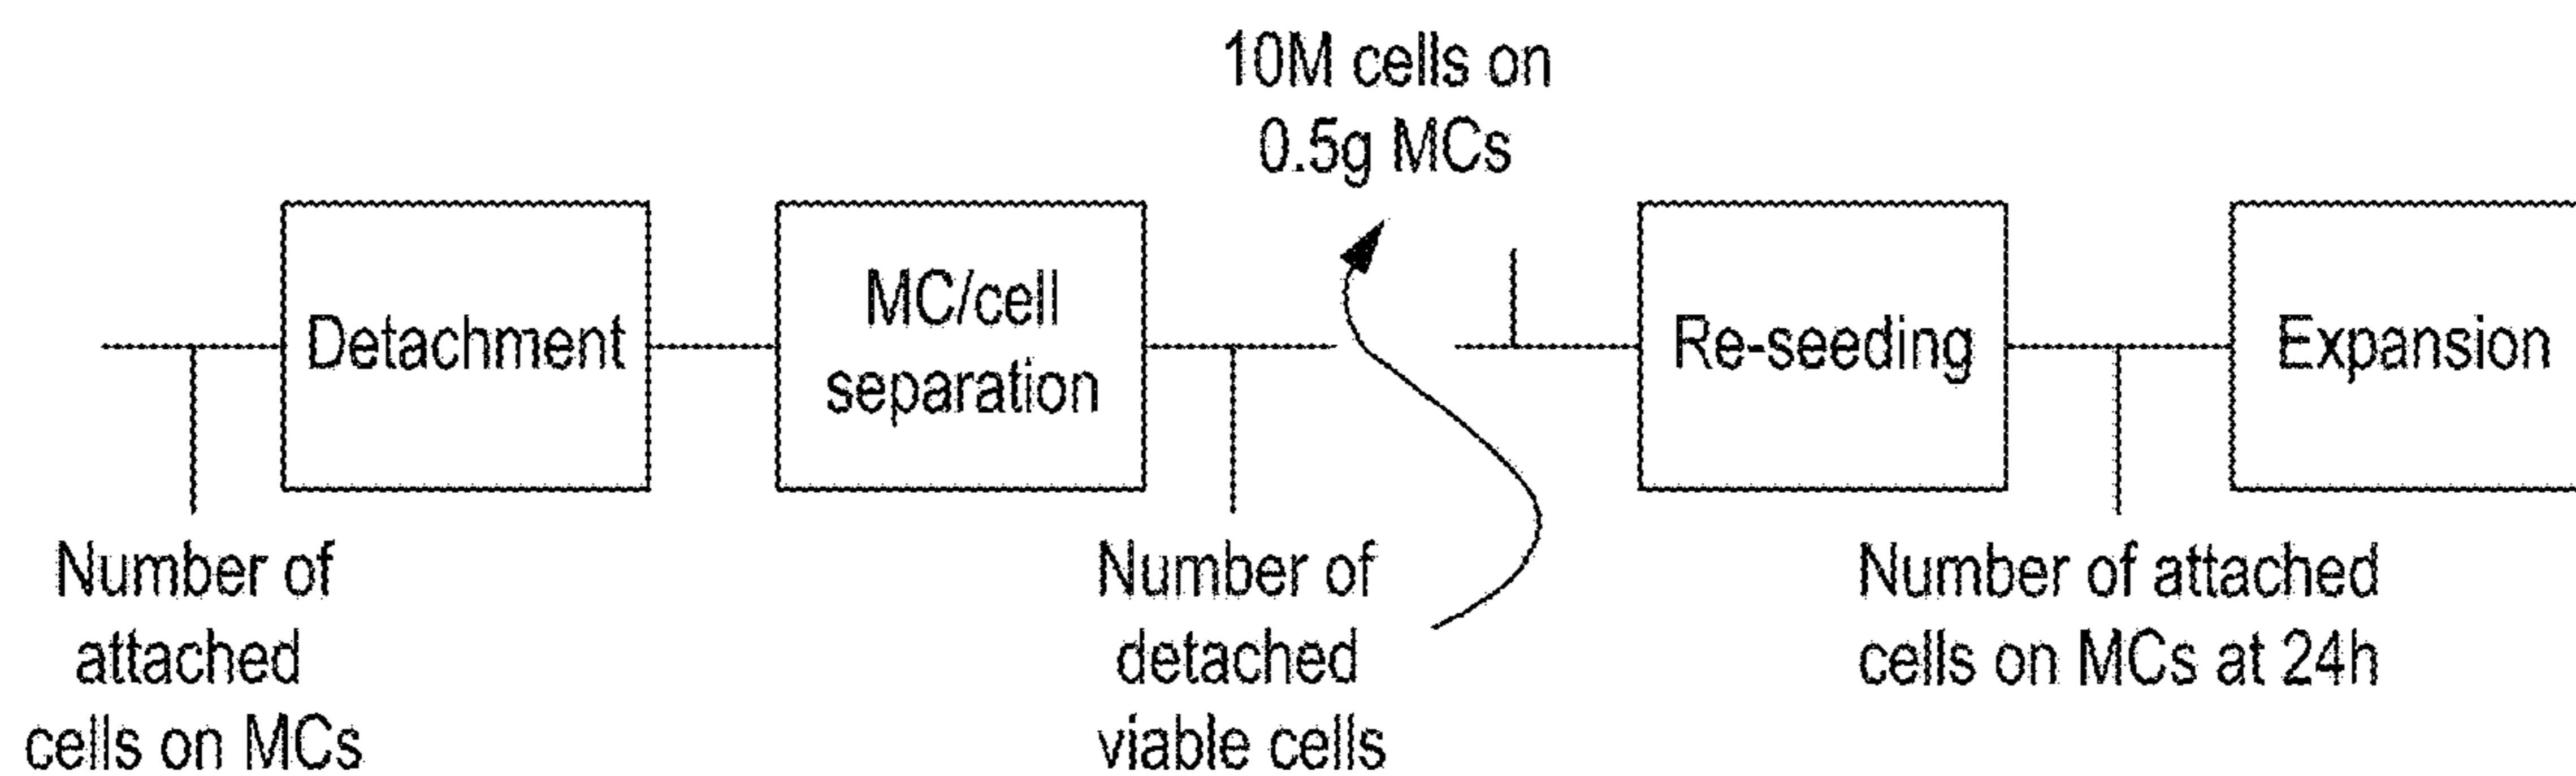 10M cells on
0.5g MCs
Detachment
MC/cell
separation
Re-seeding
Expansion
Number of
attached
cells on MCs
Number of
detached
viable cells
Number of attached
cells on MCs at 24h